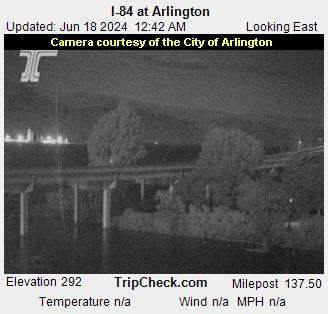 I-84 at Arlington
Updated: Jun 18 2024 12:42 AM Looking East
Camera courtesy of the City of Arlington
Elevation 292 TripCheck.com Milepost 137.50
Temperature n/a Wind n/a MPH n/a